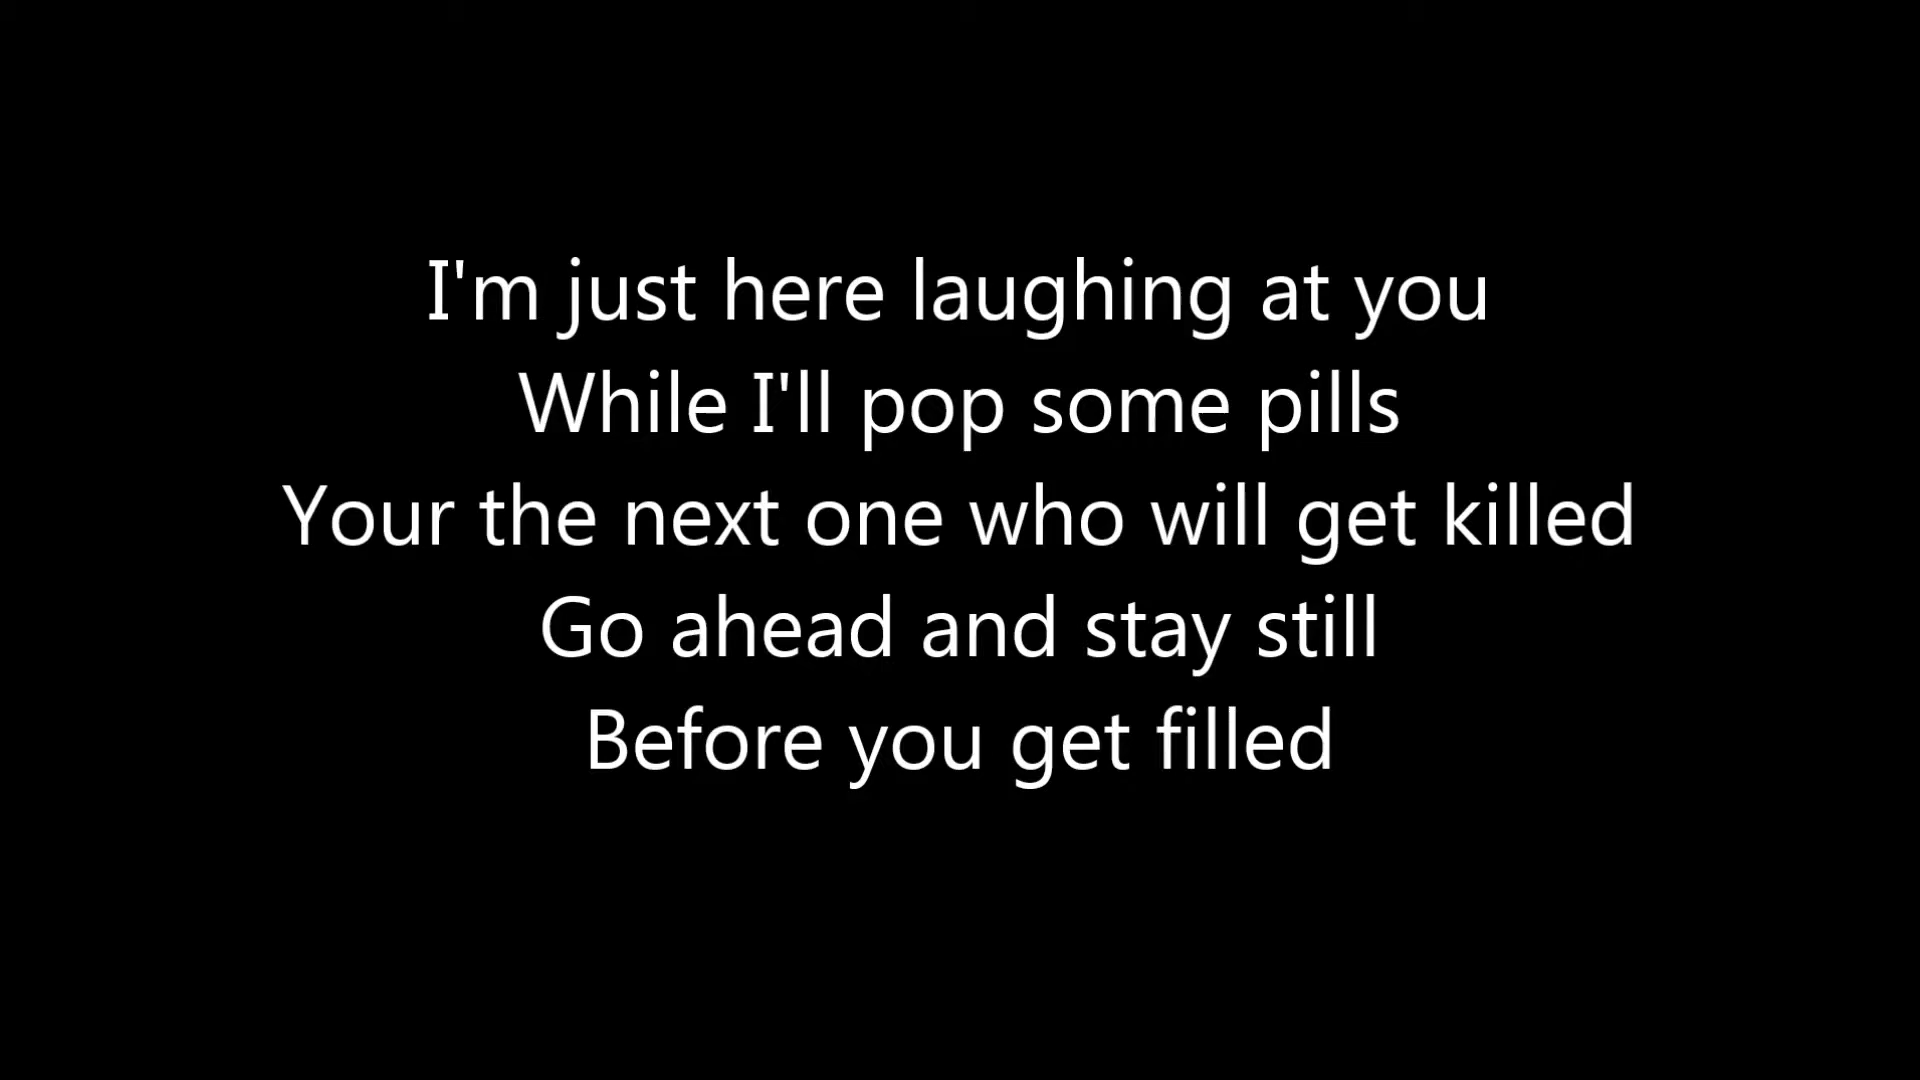 I'm just here laughing at you
While I'll pop some pills
Your the next one who will get killed
Go ahead and stay still
Before you get filled